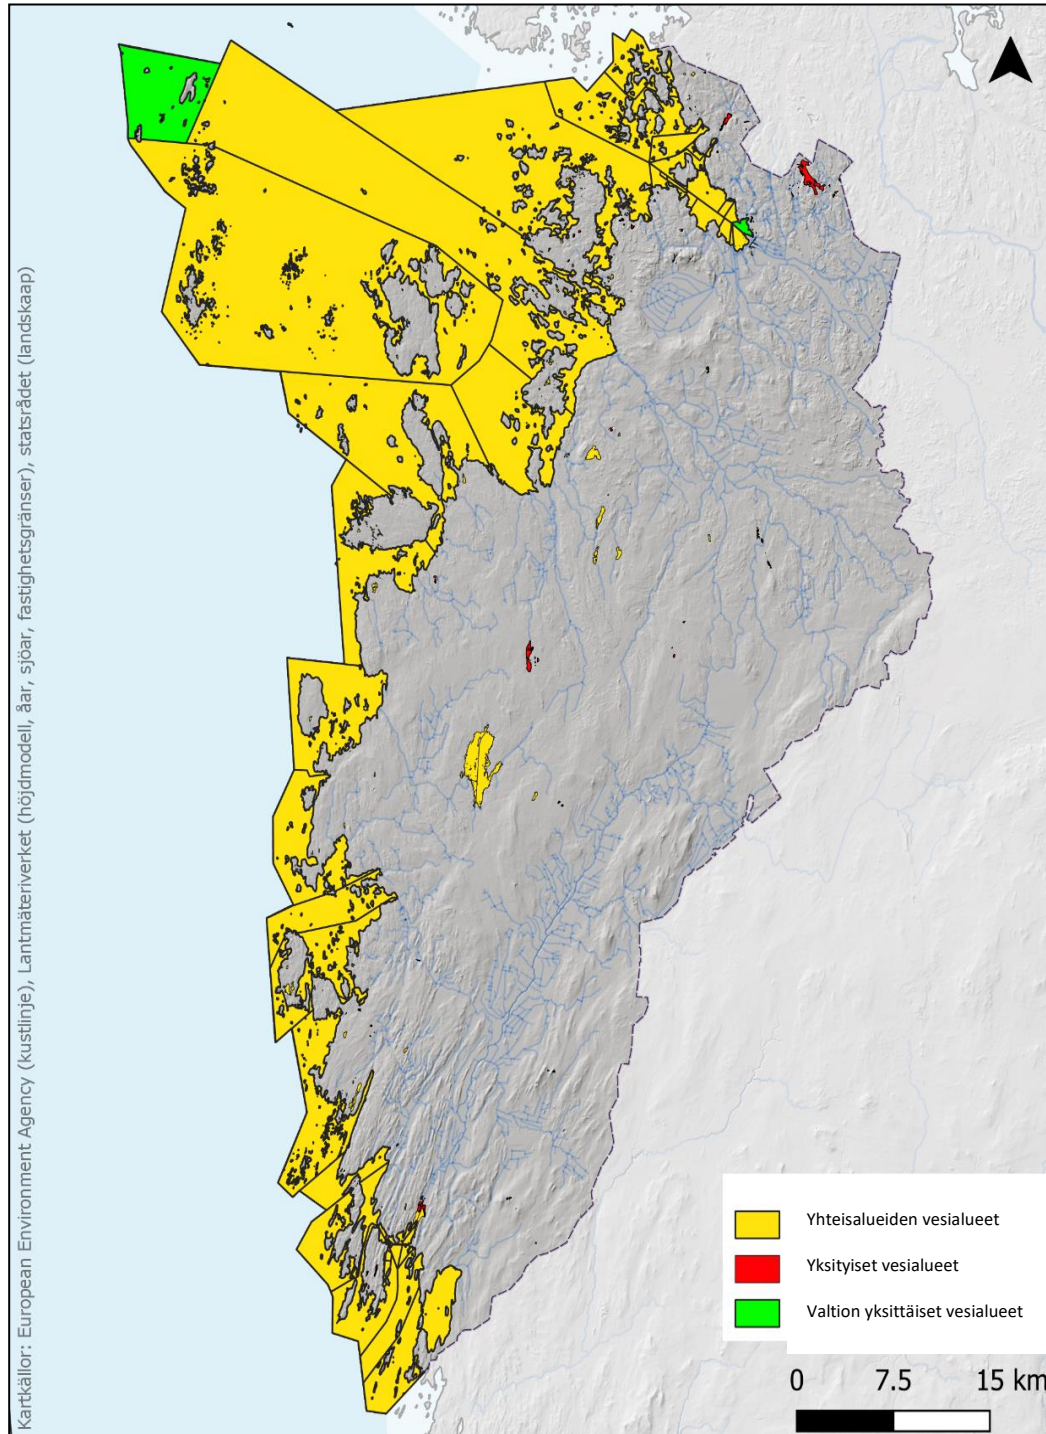 Kartkällor: European Environment Agency (kustlinje), Lantmäteriverket (höjdmodell, åar, sjöar, fastighetsgränser), statsrådet (landskaap)
Yhteisalueiden vesialueet
Yksityiset vesialueet
Valtion yksittäiset vesialueet
0 7.5 15 km